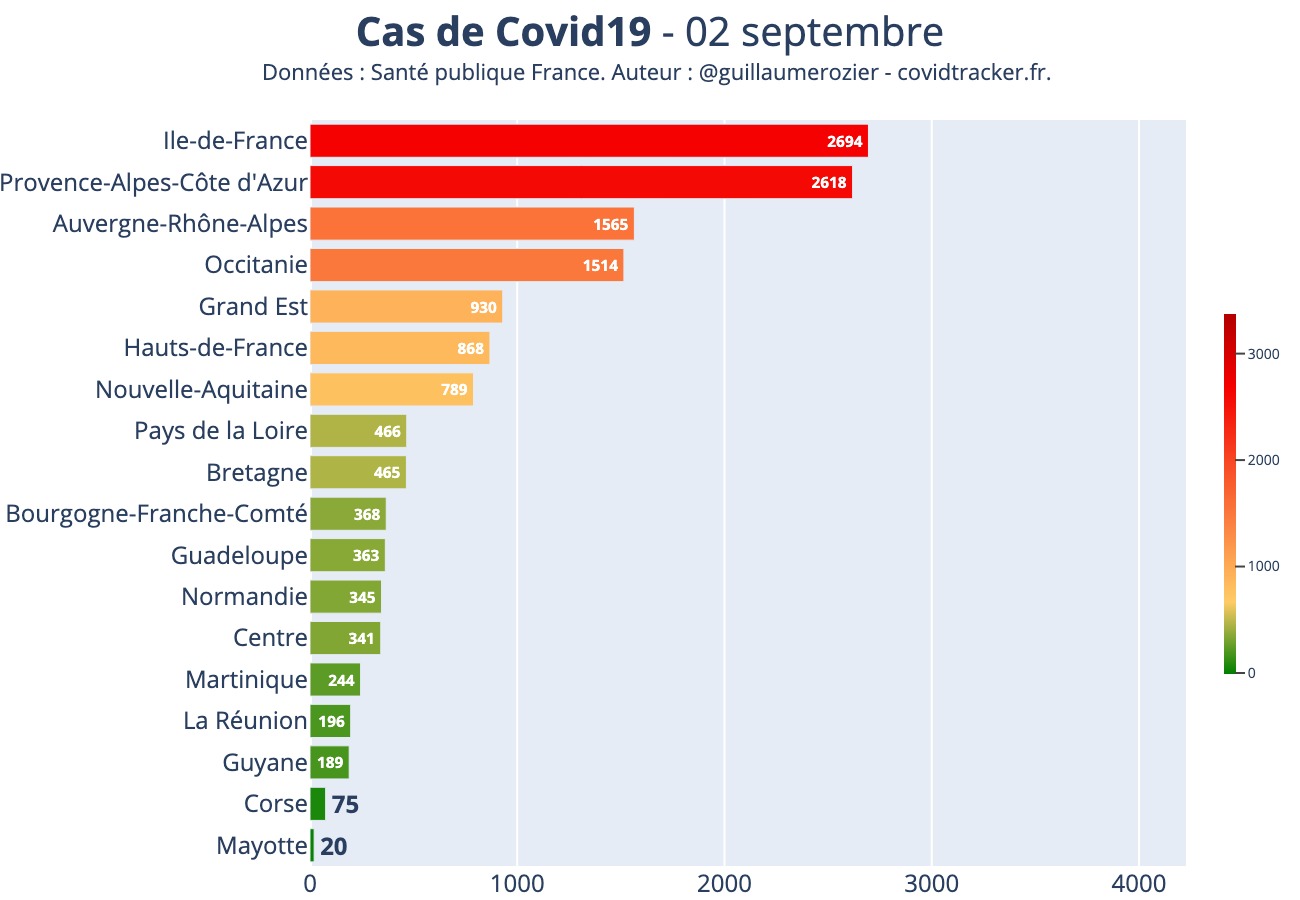 Cas de Covid19 - 02 septembre
Données : Santé publique France. Auteur : @guillaumerozier - covidtracker.fr.
Ile-de-France 2694
Provence-Alpes-Côte d'Azur 2618
Auvergne-Rhône-Alpes 1565
Occitanie 1514
Grand Est 930
Hauts-de-France 868
Nouvelle-Aquitaine 789
Pays de la Loire 466
Bretagne 465
Bourgogne-Franche-Comté 368
Guadeloupe 363
Normandie 345
Centre 341
Martinique 244
La Réunion 196
Guyane 189
Corse 75
Mayotte 20
0 1000 2000 3000 4000
3000
2000
1000
0